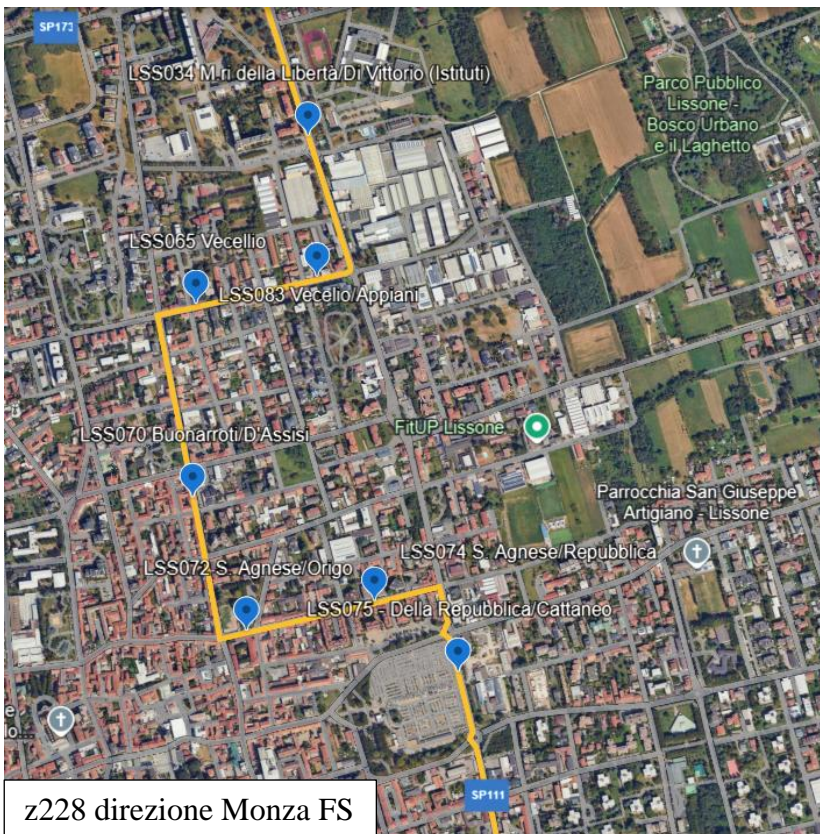 SP173
LSS034 M.ri della Libertà/Di Vittorio (Istituti)
Parco Pubblico
Lissone -
Bosco Urbano
e il Laghetto
LSS065 Vecellio
LSS083 Vecelio/Appiani
LSS070 Buonarroti/D'Assisi
FitUP Lissone
Parrocchia San Giuseppe
Artigiano - Lissone
LSS074 S. Agnese/Repubblica
LSS072 S. Agnese/Origo
LSS075 - Della Repubblica/Cattaneo
e
lo...
SP111
z228 direzione Monza FS